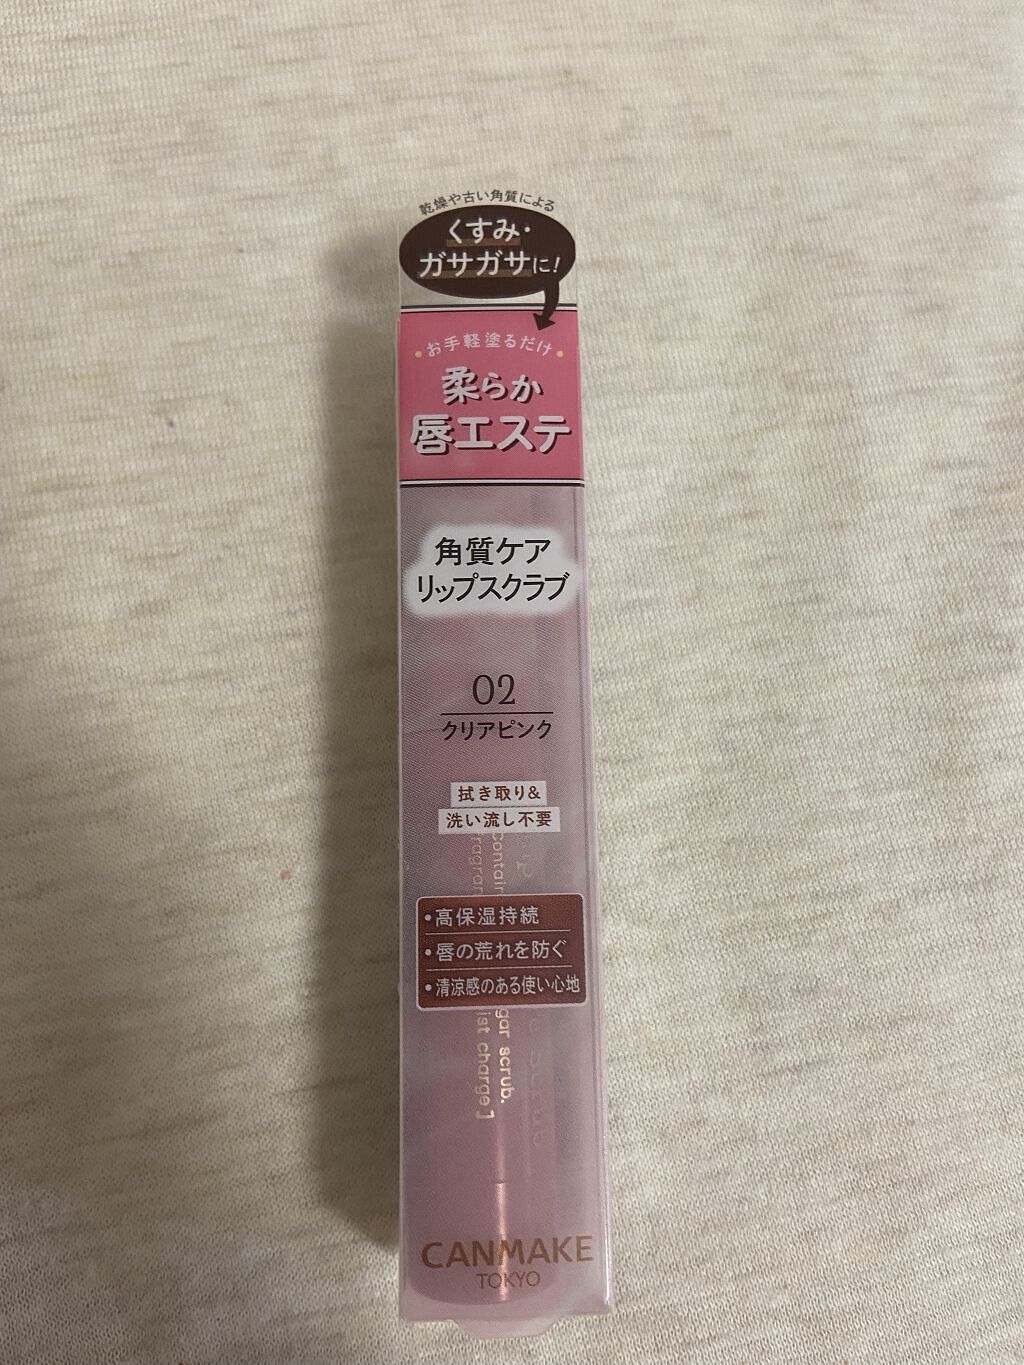 乾燥や古い角質による
くすみ・
ガサガサに!
お手軽塗るだけ
柔らか
唇エステ
角質ケア
リップスクラブ
02
クリアピンク
拭き取り&
洗い流し不要
・高保湿持続
・唇の荒れを防ぐ
・清涼感のある使い心地
scrub.
charge]
CANMAKE
TOKYO